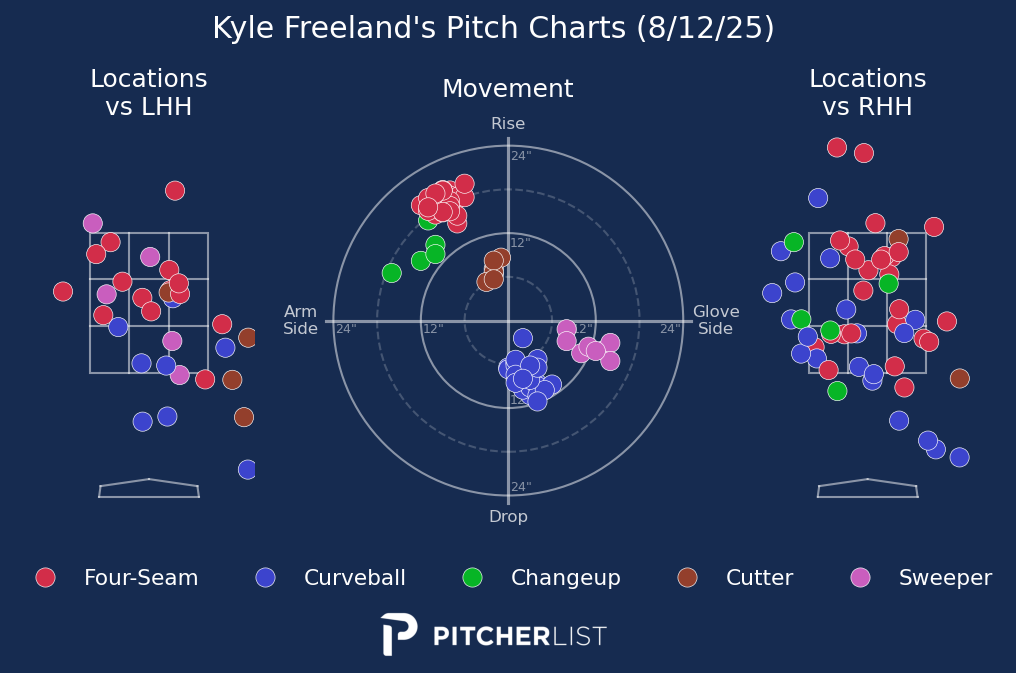 Kyle Freeland's Pitch Charts (8/12/25)
Locations
vs LHH
Movement
Locations
vs RHH
Rise
24"
12"
Arm
Side
24"
12"
12"
24"
Glove
Side
12"
24"
Drop
Four-Seam
Curveball
Changeup
Cutter
Sweeper
PITCHERLIST